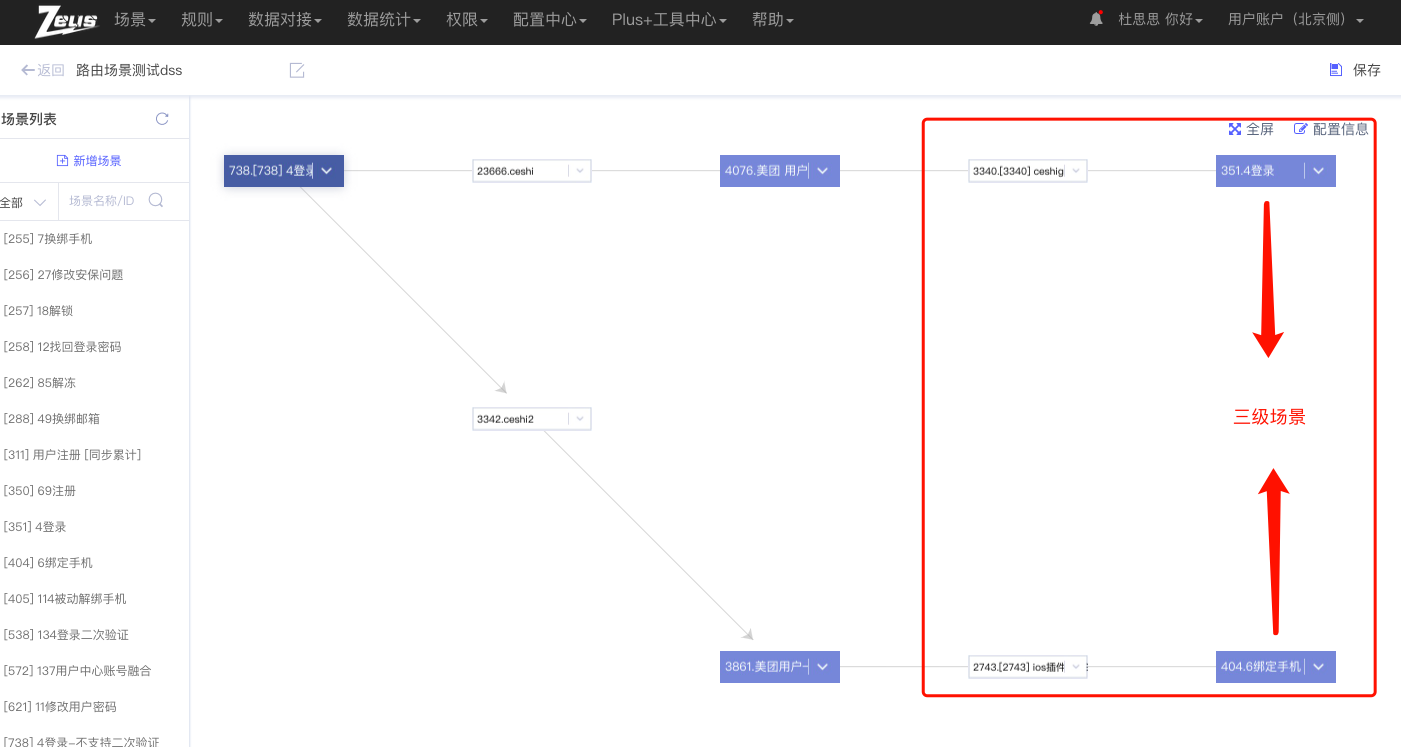 ZEUS 场景 规则 数据对接 数据统计 权限 配置中心 Plus+工具中心 帮助 杜思思 你好 用户账户（北京侧）
返回 路由场景测试dss 保存
场景列表
新增场景
全部 场景名称/ID
[255] 7换绑手机
[256] 27修改安保问题
[257] 18解锁
[258] 12找回登录密码
[262] 85解冻
[288] 49换绑邮箱
[311] 用户注册 [同步累计]
[350] 69注册
[351] 4登录
[404] 6绑定手机
[405] 114被动解绑手机
[538] 134登录二次验证
[572] 137用户中心账号融合
[621] 11修改用户密码
[738] 4登录-不支持二次验证
全屏 配置信息
738.[738] 4登录 23666.ceshi 4076.美团 用户 3340.[3340] ceshig 351.4登录
三级场景
3342.ceshi2
3861.美团用户- 2743.[2743] ios插件 404.6绑定手机